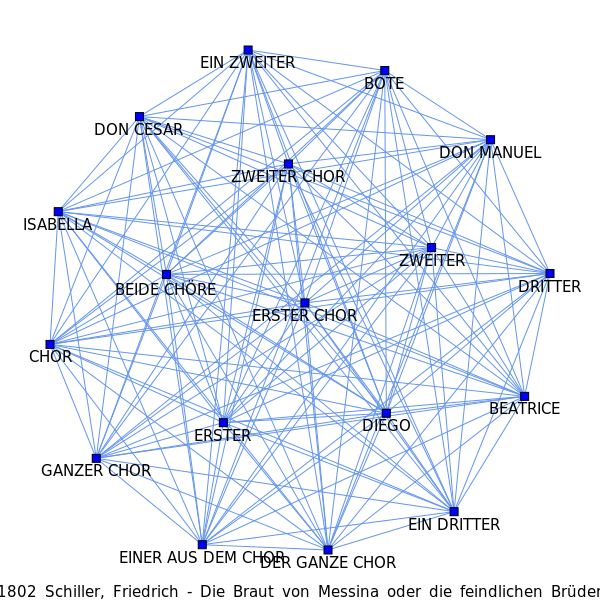 EIN ZWEITER
BOTE
DON CESAR
DON MANUEL
ZWEITER CHOR
ISABELLA
ZWEITER
BEIDE CHÖRE
DRITTER
ERSTER CHOR
CHOR
BEATRICE
DIEGO
ERSTER
GANZER CHOR
EIN DRITTER
EINER AUS DEM CHOR
DER GANZE CHOR
1802 Schiller, Friedrich - Die Braut von Messina oder die feindlichen Brüder